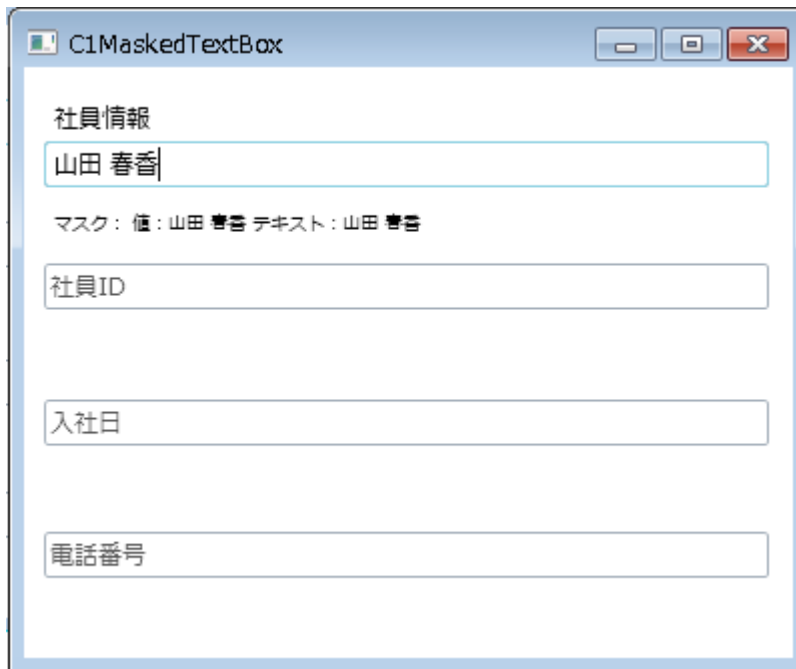 C1MaskedTextBox
社員情報
山田 春香
マスク： 値：山田 春香 テキスト：山田 春香
社員ID
入社日
電話番号